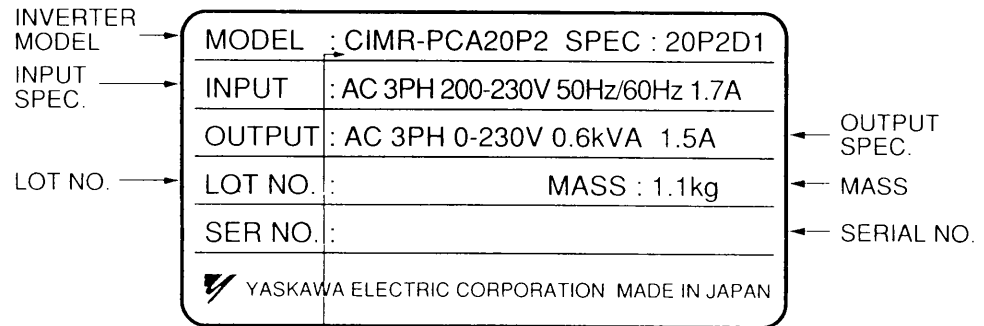 INVERTER
MODEL
MODEL : CIMR-PCA20P2 SPEC : 20P2D1
INPUT
SPEC.
INPUT : AC 3PH 200-230V 50Hz/60Hz 1.7A
OUTPUT : AC 3PH 0-230V 0.6kVA 1.5A
OUTPUT
SPEC.
LOT NO.
LOT NO. : MASS : 1.1kg
MASS
SER NO. :
SERIAL NO.
YASKAWA ELECTRIC CORPORATION MADE IN JAPAN